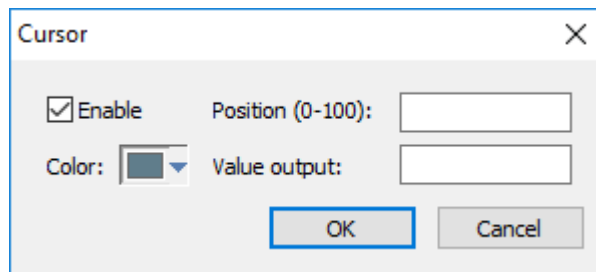 Cursor
Enable Position (0-100):
Color: Value output:
OK Cancel